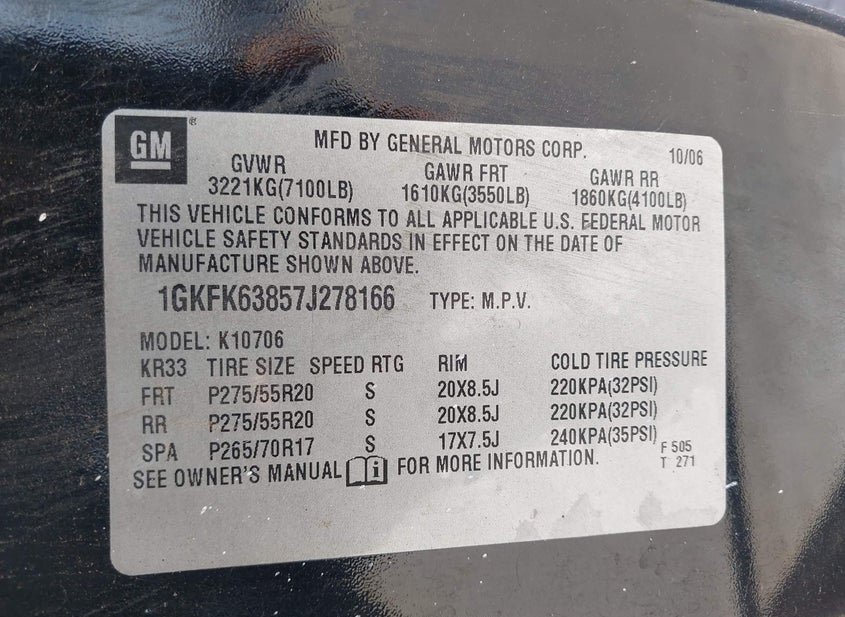 GM ®
MFD BY GENERAL MOTORS CORP. 10/06
GVWR GAWR FRT GAWR RR
3221KG(7100LB) 1610KG(3550LB) 1860KG(4100LB)
THIS VEHICLE CONFORMS TO ALL APPLICABLE U.S. FEDERAL MOTOR
VEHICLE SAFETY STANDARDS IN EFFECT ON THE DATE OF
MANUFACTURE SHOWN ABOVE.
1GKFK63857J278166 TYPE: M.P.V.
MODEL: K10706
KR33 TIRE SIZE SPEED RTG RIM COLD TIRE PRESSURE
FRT P275/55R20 S 20X8.5J 220KPA(32PSI)
RR P275/55R20 S 20X8.5J 220KPA(32PSI)
SPA P265/70R17 S 17X7.5J 240KPA(35PSI)
SEE OWNER'S MANUAL i FOR MORE INFORMATION.
F 505
T 271